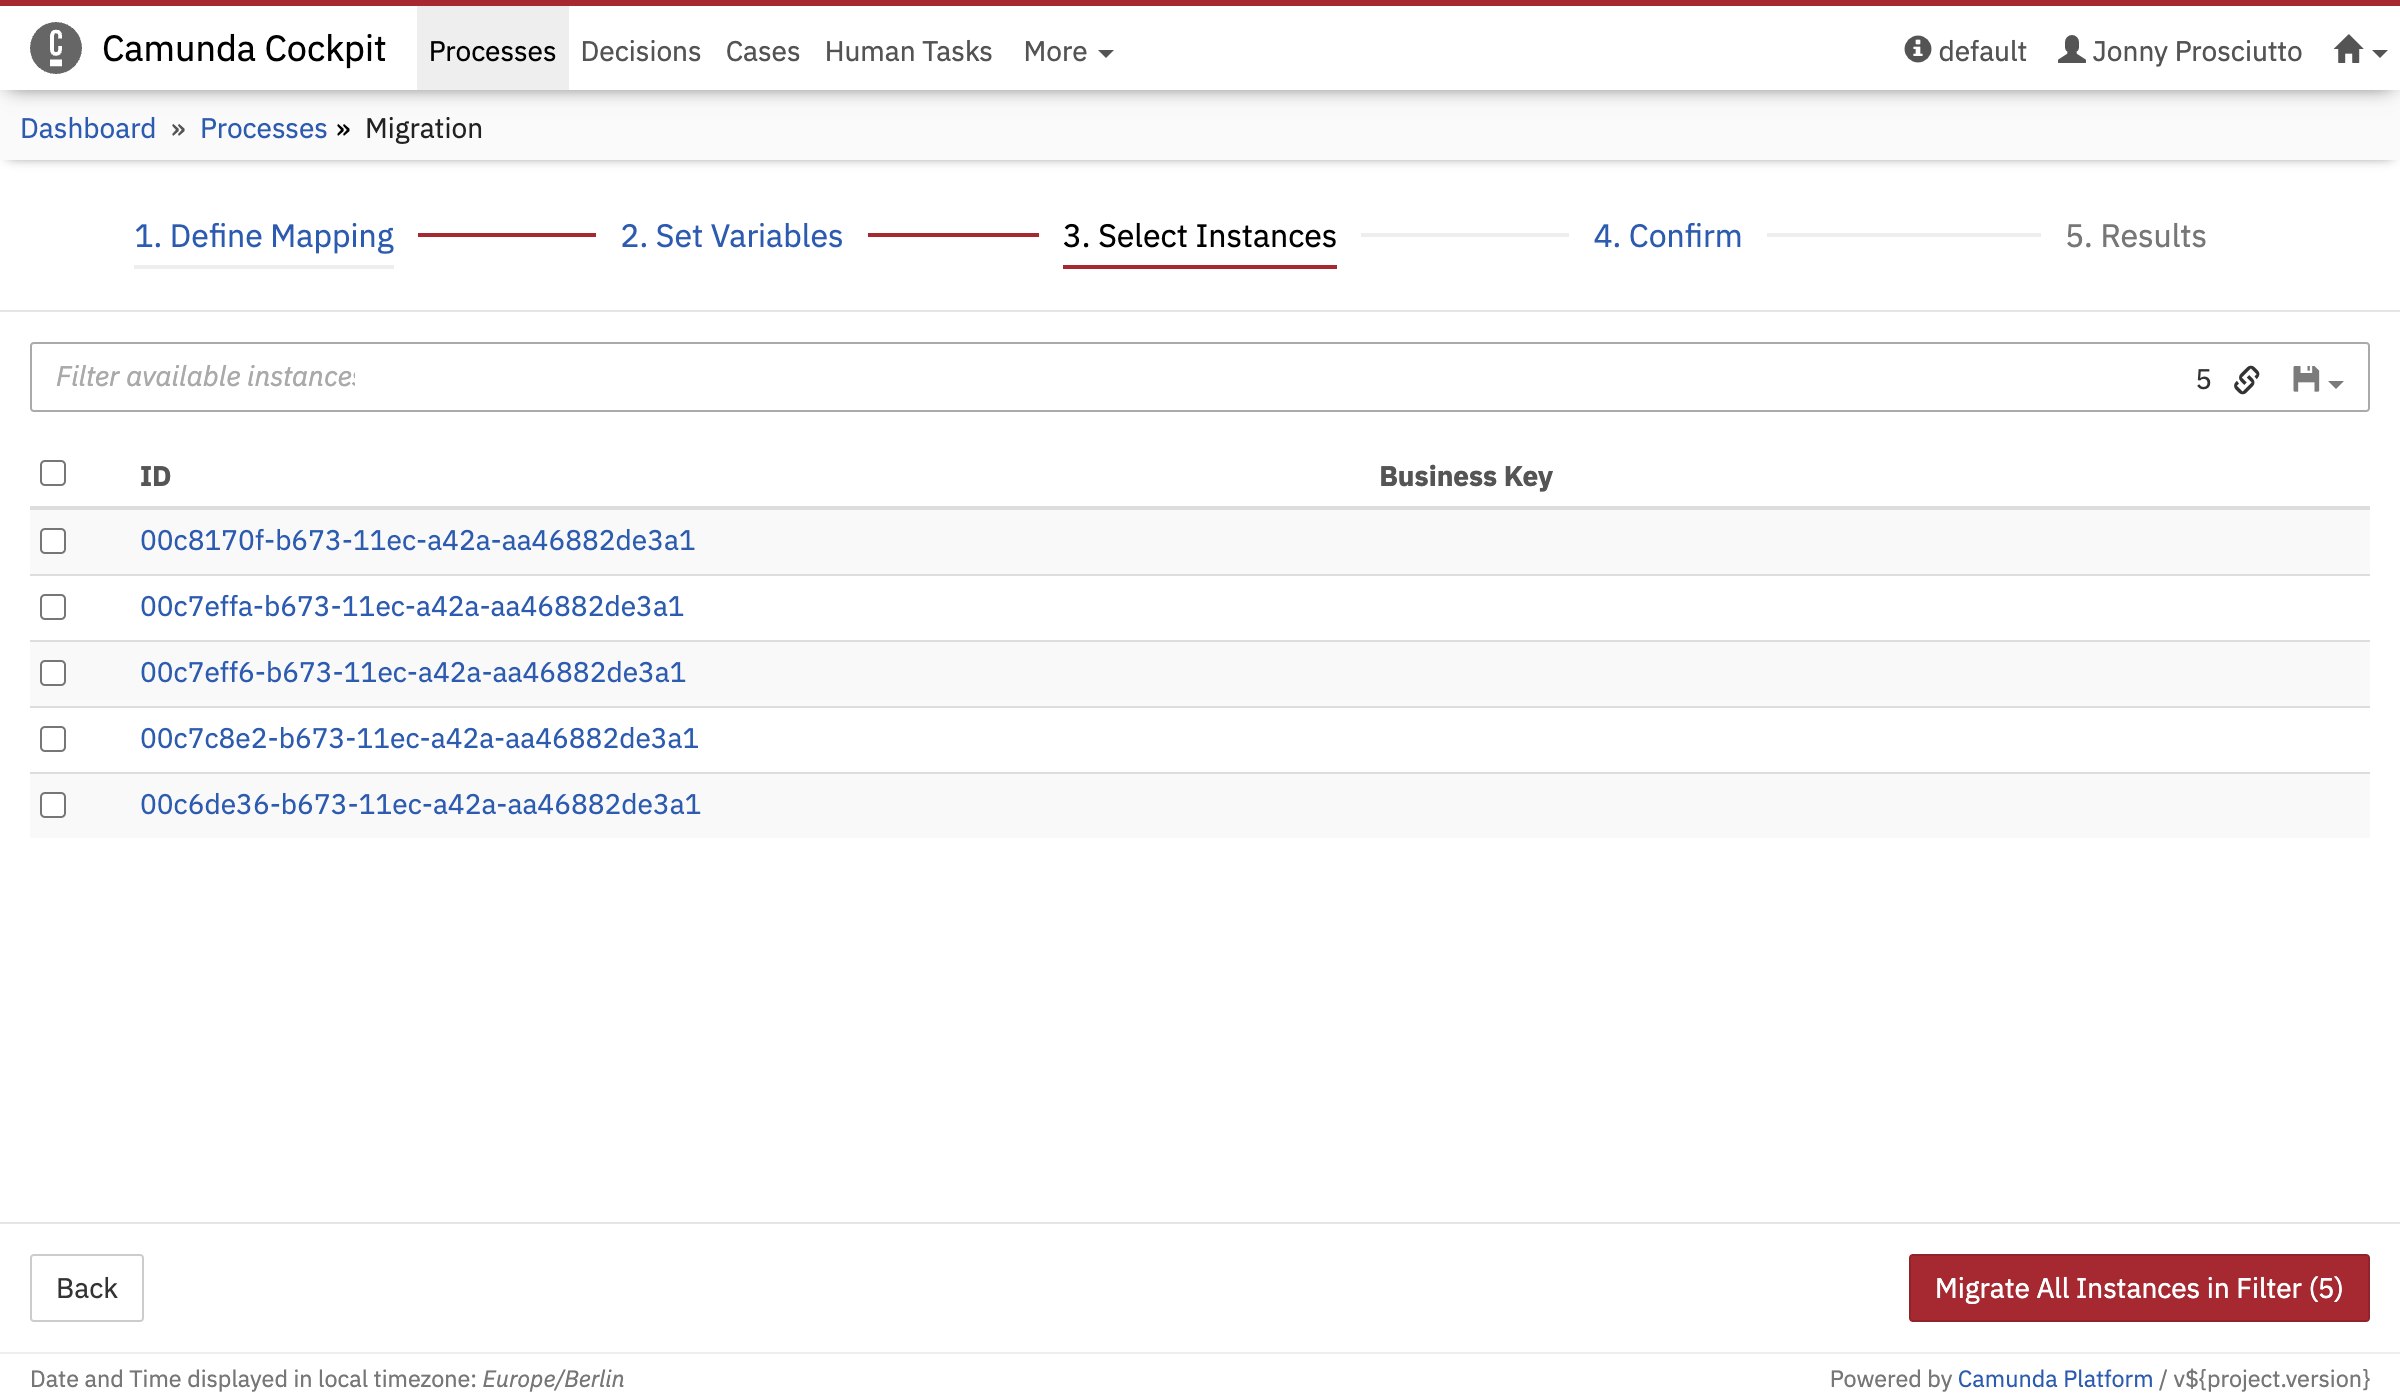 Camunda Cockpit Processes Decisions Cases Human Tasks More default Jonny Prosciutto
Dashboard » Processes » Migration
1. Define Mapping 2. Set Variables 3. Select Instances 4. Confirm 5. Results
Filter available instances 5
ID Business Key
00c8170f-b673-11ec-a42a-aa46882de3a1
00c7effa-b673-11ec-a42a-aa46882de3a1
00c7eff6-b673-11ec-a42a-aa46882de3a1
00c7c8e2-b673-11ec-a42a-aa46882de3a1
00c6de36-b673-11ec-a42a-aa46882de3a1
Back Migrate All Instances in Filter (5)
Date and Time displayed in local timezone: Europe/Berlin Powered by Camunda Platform / v${project.version}